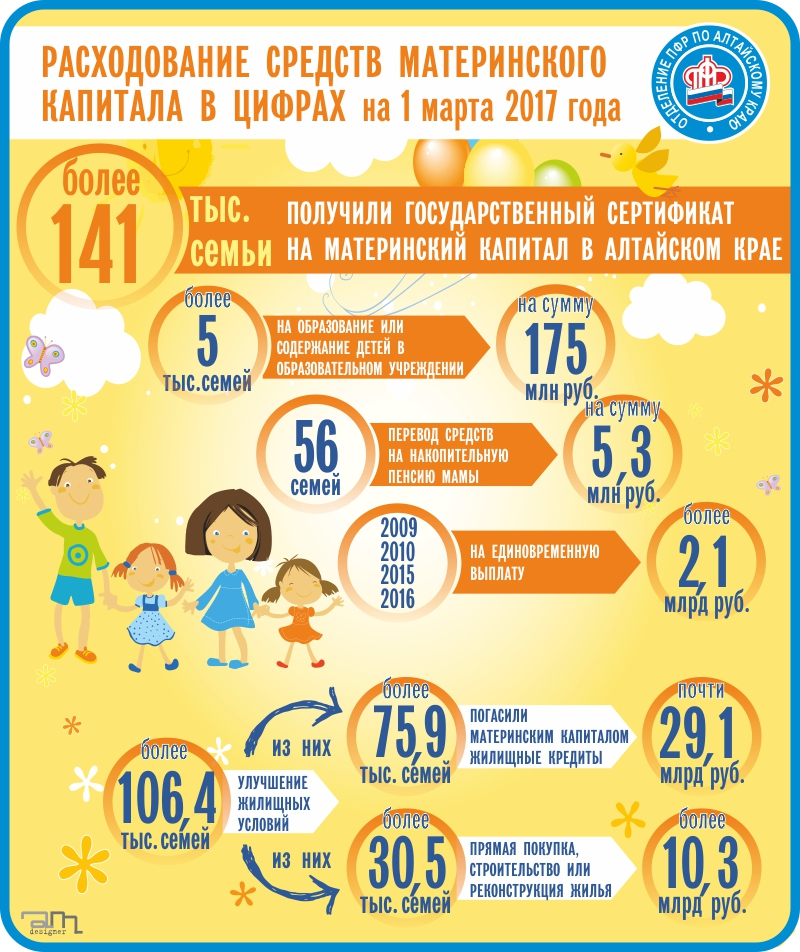 РАСХОДОВАНИЕ СРЕДСТВ МАТЕРИНСКОГО
КАПИТАЛА В ЦИФРАХ на 1 марта 2017 года
ОТДЕЛЕНИЕ ПФР ПО АЛТАЙСКОМУ КРАЮ
более
141
тыс.
семьи
ПОЛУЧИЛИ ГОСУДАРСТВЕННЫЙ СЕРТИФИКАТ
НА МАТЕРИНСКИЙ КАПИТАЛ В АЛТАЙСКОМ КРАЕ
более
5
тыс.семей
НА ОБРАЗОВАНИЕ ИЛИ
СОДЕРЖАНИЕ ДЕТЕЙ В
ОБРАЗОВАТЕЛЬНОМ УЧРЕЖДЕНИИ
на сумму
175
млн руб.
56
семей
ПЕРЕВОД СРЕДСТВ
НА НАКОПИТЕЛЬНУЮ
ПЕНСИЮ МАМЫ
на сумму
5,3
млн руб.
2009
2010
2015
2016
НА ЕДИНОВРЕМЕННУЮ
ВЫПЛАТУ
более
2,1
млрд руб.
более
106,4
тыс.семей
УЛУЧШЕНИЕ
ЖИЛИЩНЫХ
УСЛОВИЙ
из них
более
75,9
тыс. семей
ПОГАСИЛИ
МАТЕРИНСКИМ КАПИТАЛОМ
ЖИЛИЩНЫЕ КРЕДИТЫ
почти
29,1
млрд руб.
из них
более
30,5
тыс. семей
ПРЯМАЯ ПОКУПКА,
СТРОИТЕЛЬСТВО ИЛИ
РЕКОНСТРУКЦИЯ ЖИЛЬЯ
более
10,3
млрд руб.
am
designer